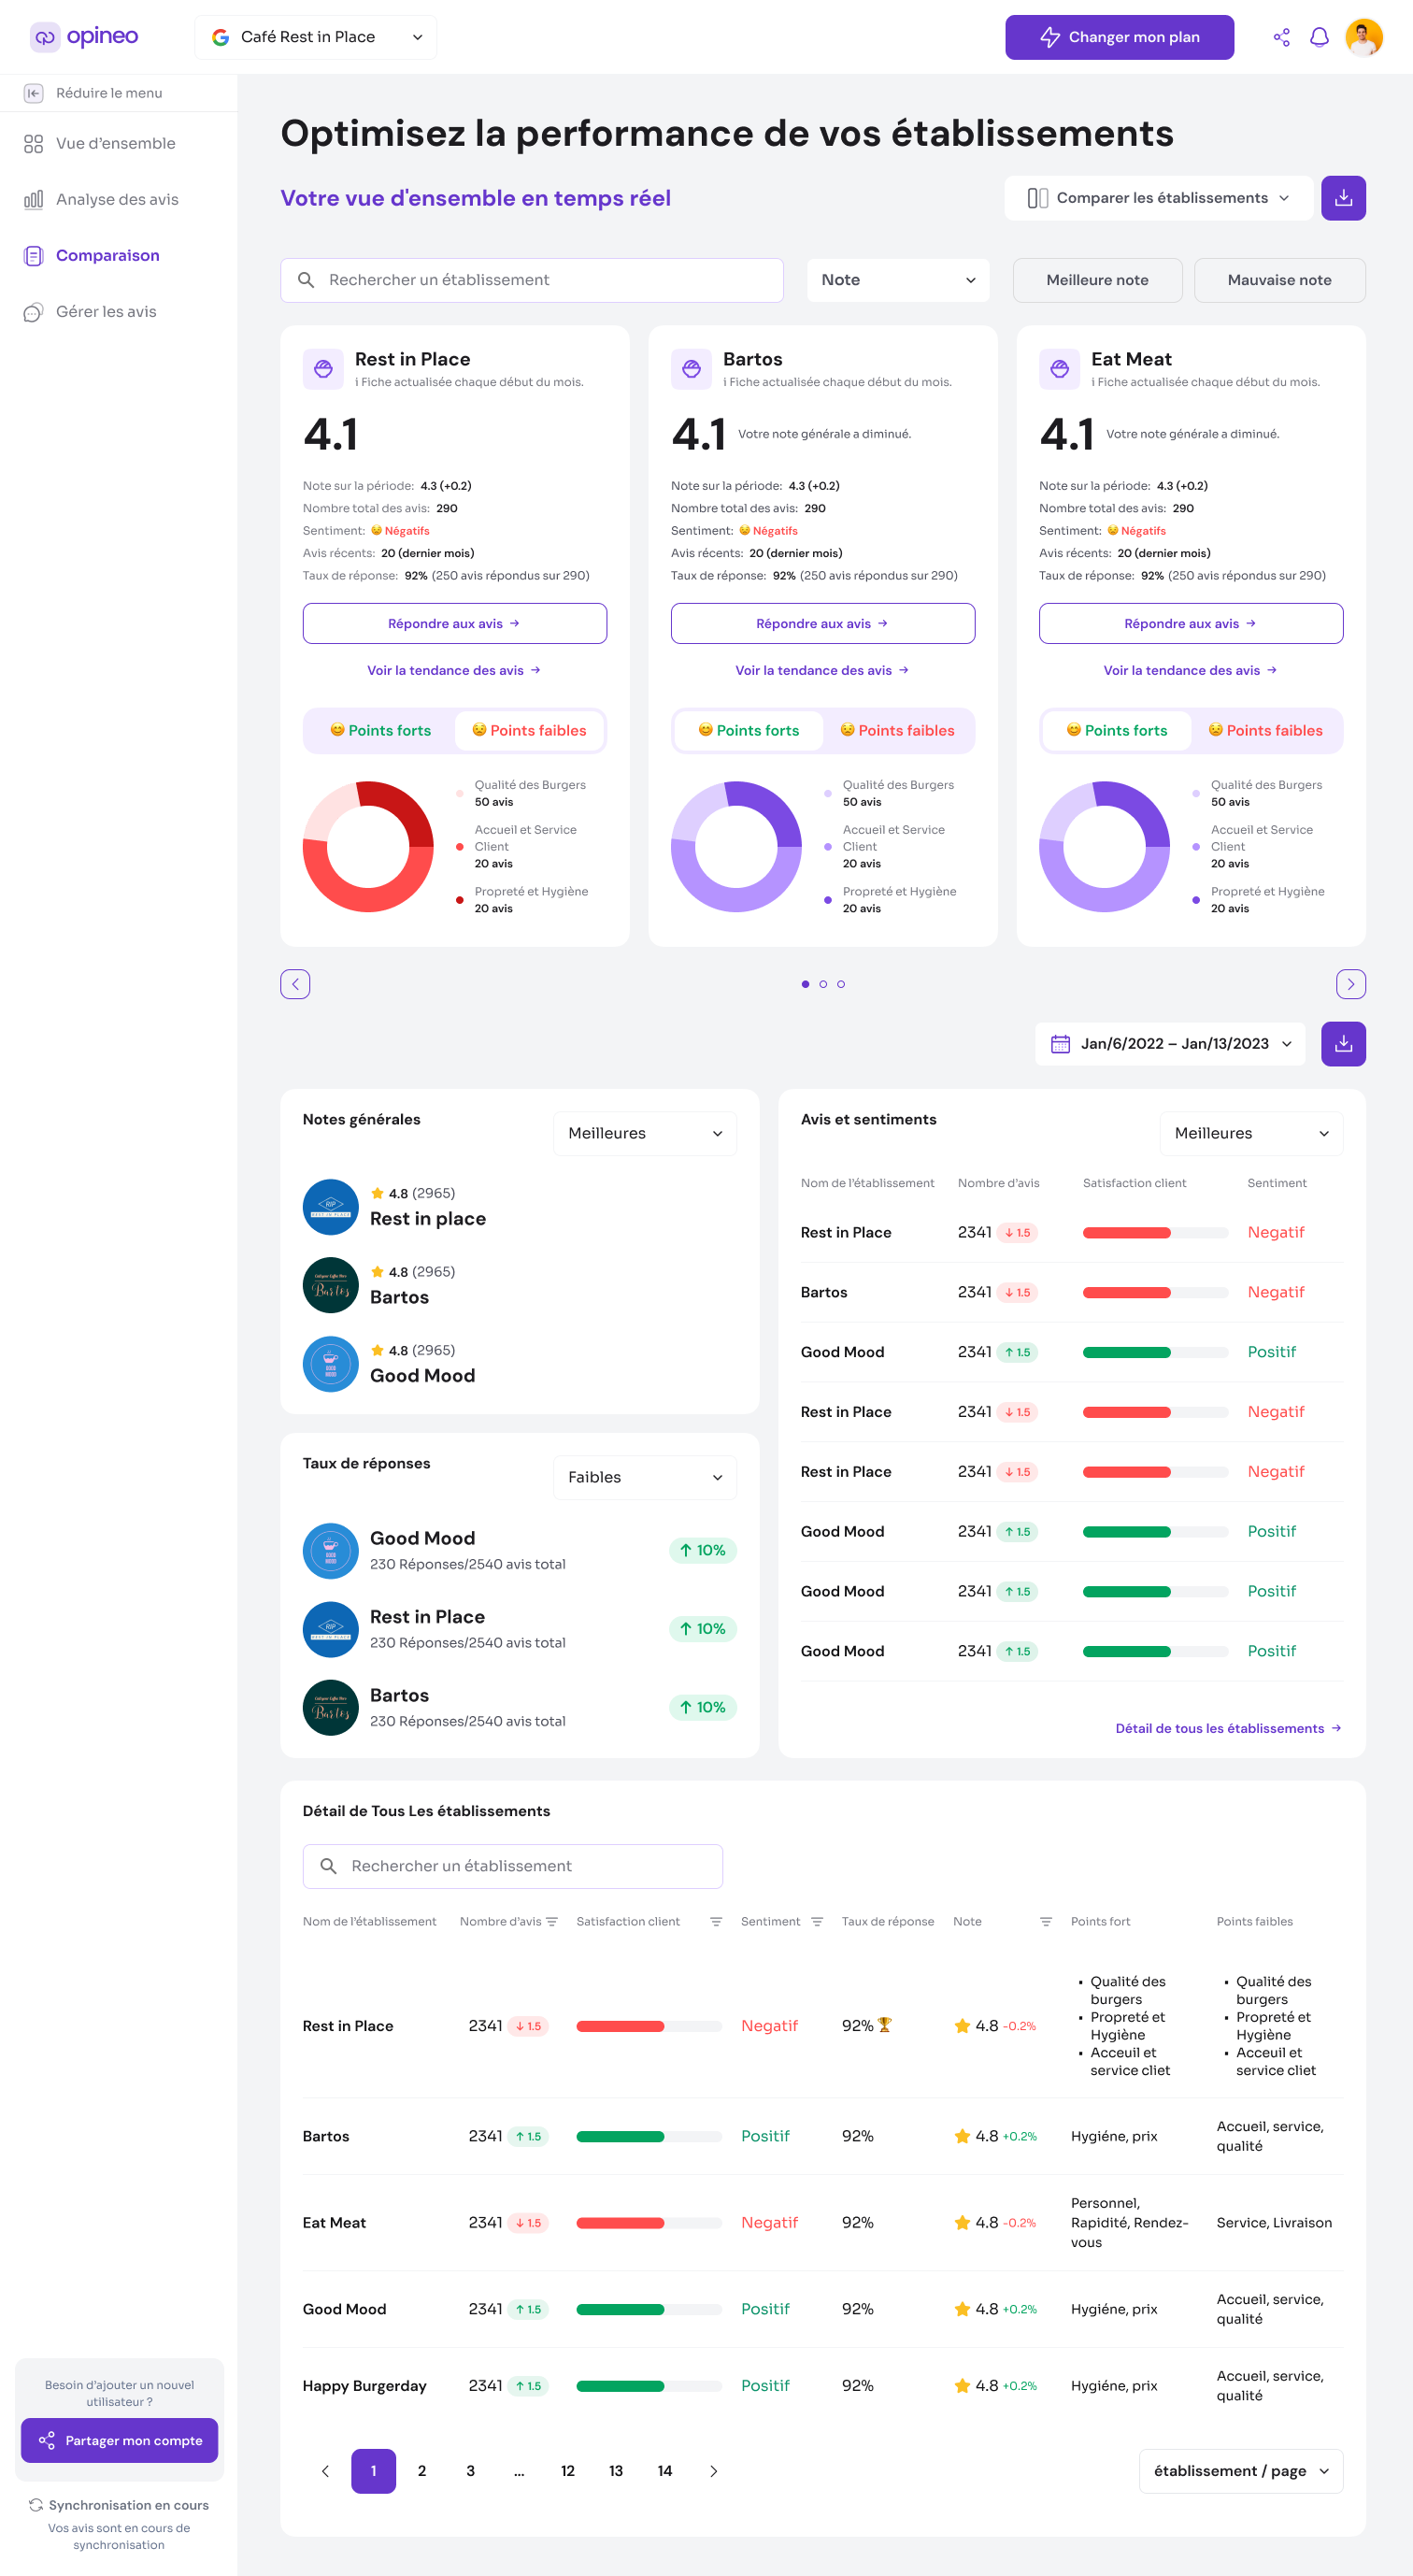 opineo
Café Rest in Place
Changer mon plan
Réduire le menu
Vue d’ensemble
Analyse des avis
Comparaison
Gérer les avis
Optimisez la performance de vos établissements
Votre vue d'ensemble en temps réel
Comparer les établissements
Rechercher un établissement
Note
Meilleure note
Mauvaise note
Rest in Place
i Fiche actualisée chaque début du mois.
4.1
Note sur la période: 4.3 (+0.2)
Nombre total des avis: 290
Sentiment: Négatifs
Avis récents: 20 (dernier mois)
Taux de réponse: 92% (250 avis répondus sur 290)
Répondre aux avis →
Voir la tendance des avis →
Points forts
Points faibles
Qualité des Burgers
50 avis
Accueil et Service
Client
20 avis
Propreté et Hygiène
20 avis
Bartos
i Fiche actualisée chaque début du mois.
4.1 Votre note générale a diminué.
Note sur la période: 4.3 (+0.2)
Nombre total des avis: 290
Sentiment: Négatifs
Avis récents: 20 (dernier mois)
Taux de réponse: 92% (250 avis répondus sur 290)
Répondre aux avis →
Voir la tendance des avis →
Points forts
Points faibles
Qualité des Burgers
50 avis
Accueil et Service
Client
20 avis
Propreté et Hygiène
20 avis
Eat Meat
i Fiche actualisée chaque début du mois.
4.1 Votre note générale a diminué.
Note sur la période: 4.3 (+0.2)
Nombre total des avis: 290
Sentiment: Négatifs
Avis récents: 20 (dernier mois)
Taux de réponse: 92% (250 avis répondus sur 290)
Répondre aux avis →
Voir la tendance des avis →
Points forts
Points faibles
Qualité des Burgers
50 avis
Accueil et Service
Client
20 avis
Propreté et Hygiène
20 avis
Jan/6/2022 – Jan/13/2023
Notes générales
Meilleures
RIP
REST IN PLACE
4.8 (2965)
Rest in place
Bartos
4.8 (2965)
Bartos
GOOD
MOOD
4.8 (2965)
Good Mood
Taux de réponses
Faibles
GOOD
MOOD
Good Mood
230 Réponses/2540 avis total
↑ 10%
RIP
REST IN PLACE
Rest in Place
230 Réponses/2540 avis total
↑ 10%
Bartos
Bartos
230 Réponses/2540 avis total
↑ 10%
Avis et sentiments
Meilleures
Nom de l’établissement Nombre d’avis Satisfaction client Sentiment
Rest in Place 2341 ↓ 1.5 Negatif
Bartos 2341 ↓ 1.5 Negatif
Good Mood 2341 ↑ 1.5 Positif
Rest in Place 2341 ↓ 1.5 Negatif
Rest in Place 2341 ↓ 1.5 Negatif
Good Mood 2341 ↑ 1.5 Positif
Good Mood 2341 ↑ 1.5 Positif
Good Mood 2341 ↑ 1.5 Positif
Détail de tous les établissements →
Détail de Tous Les établissements
Rechercher un établissement
Nom de l’établissement Nombre d’avis Satisfaction client Sentiment Taux de réponse Note Points fort Points faibles
Rest in Place 2341 ↓ 1.5 Negatif 92% 4.8 -0.2%
• Qualité des
burgers
• Propreté et
Hygiène
• Acceuil et
service cliet
• Qualité des
burgers
• Propreté et
Hygiène
• Acceuil et
service cliet
Bartos 2341 ↑ 1.5 Positif 92% 4.8 +0.2% Hygiéne, prix
Accueil, service,
qualité
Eat Meat 2341 ↓ 1.5 Negatif 92% 4.8 -0.2%
Personnel,
Rapidité, Rendez-
vous
Service, Livraison
Good Mood 2341 ↑ 1.5 Positif 92% 4.8 +0.2% Hygiéne, prix
Accueil, service,
qualité
Happy Burgerday 2341 ↑ 1.5 Positif 92% 4.8 +0.2% Hygiéne, prix
Accueil, service,
qualité
1 2 3 ... 12 13 14
établissement / page
Besoin d’ajouter un nouvel
utilisateur ?
Partager mon compte
Synchronisation en cours
Vos avis sont en cours de
synchronisation